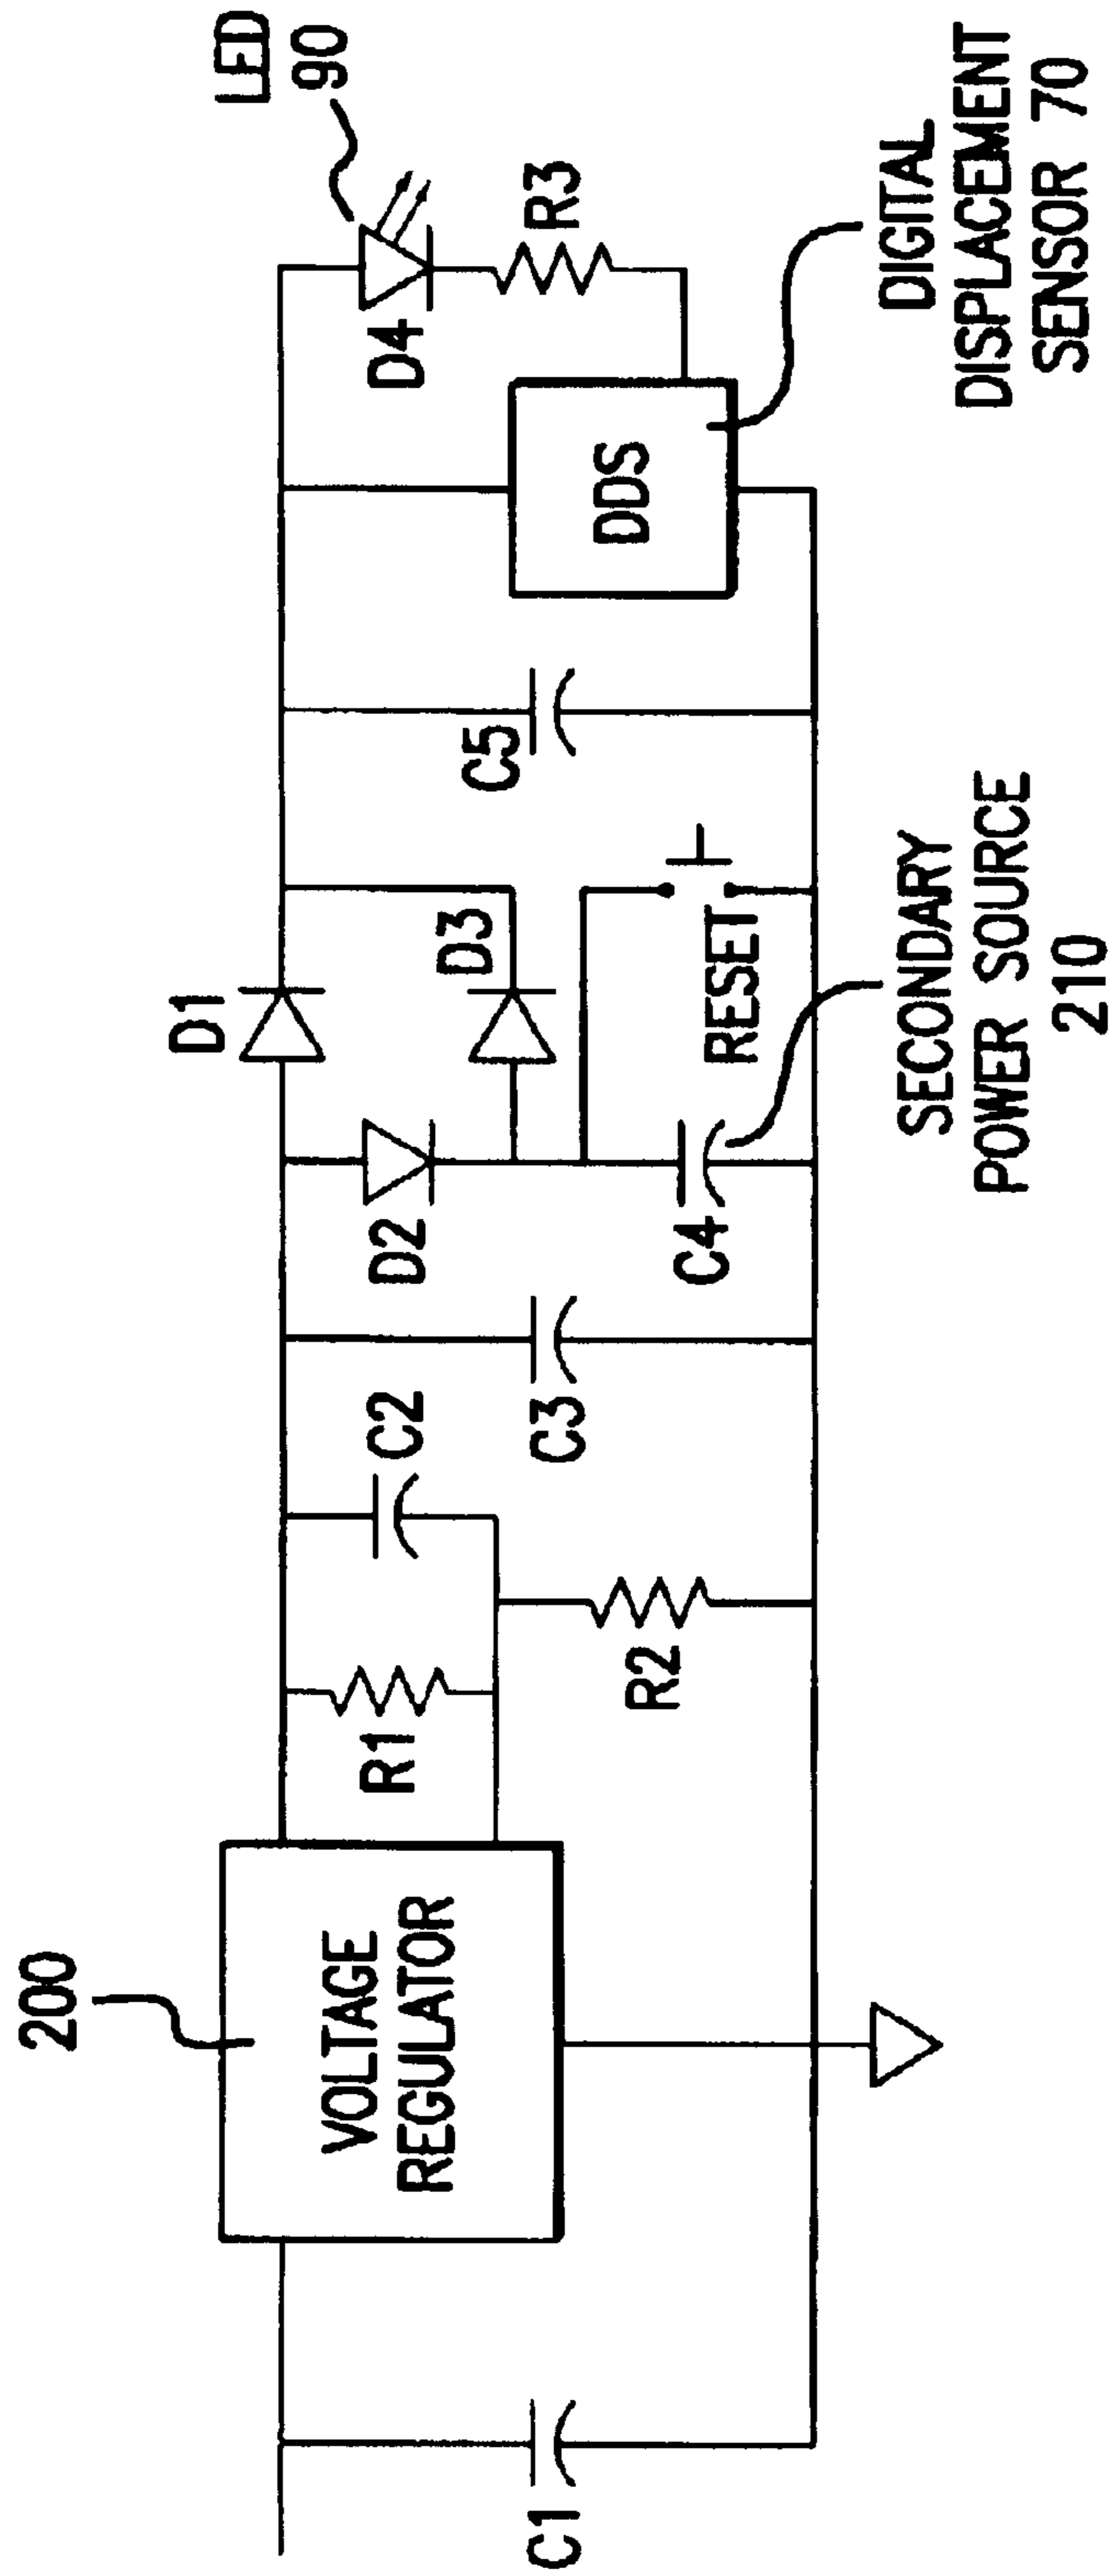 200
VOLTAGE
REGULATOR
C1
R1
C2
R2
C3
D2
D1
D3
C4
RESET
SECONDARY
POWER SOURCE
210
C5
DDS
D4
LED
90
R3
DIGITAL
DISPLACEMENT
SENSOR 70